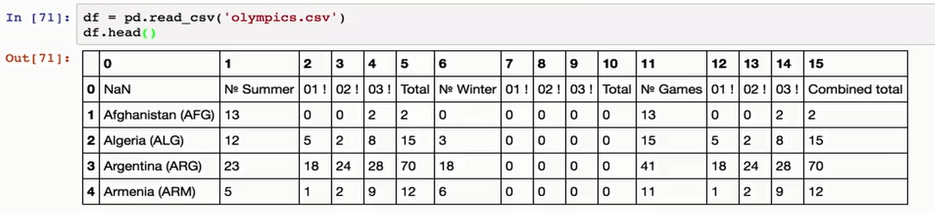 In [71]: df = pd.read_csv('olympics.csv')
df.head()
Out[71]:
0 1 2 3 4 5 6 7 8 9 10 11 12 13 14 15
0 NaN № Summer 01 ! 02 ! 03 ! Total № Winter 01 ! 02 ! 03 ! Total № Games 01 ! 02 ! 03 ! Combined total
1 Afghanistan (AFG) 13 0 0 2 2 0 0 0 0 0 13 0 0 2 2
2 Algeria (ALG) 12 5 2 8 15 3 0 0 0 0 15 5 2 8 15
3 Argentina (ARG) 23 18 24 28 70 18 0 0 0 0 41 18 24 28 70
4 Armenia (ARM) 5 1 2 9 12 6 0 0 0 0 11 1 2 9 12